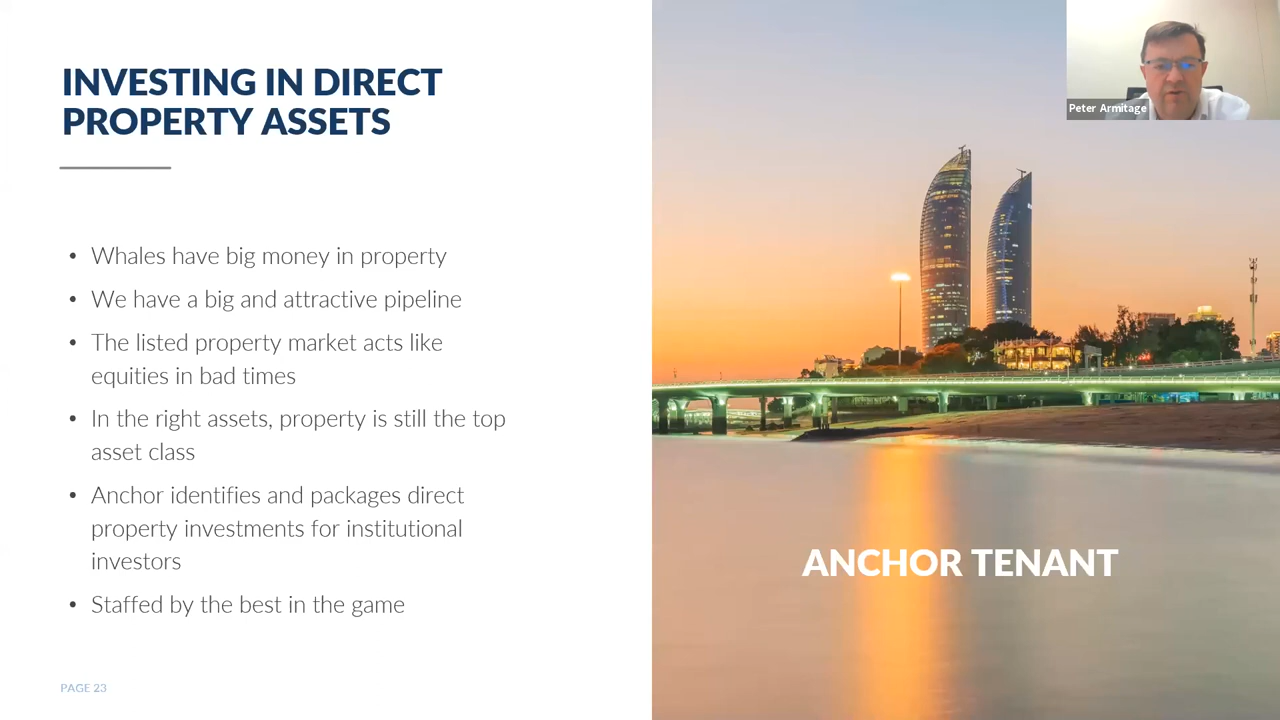 INVESTING IN DIRECT
PROPERTY ASSETS
• Whales have big money in property
• We have a big and attractive pipeline
• The listed property market acts like
equities in bad times
• In the right assets, property is still the top
asset class
• Anchor identifies and packages direct
property investments for institutional
investors
• Staffed by the best in the game
PAGE 23
Peter Armitage
ANCHOR TENANT